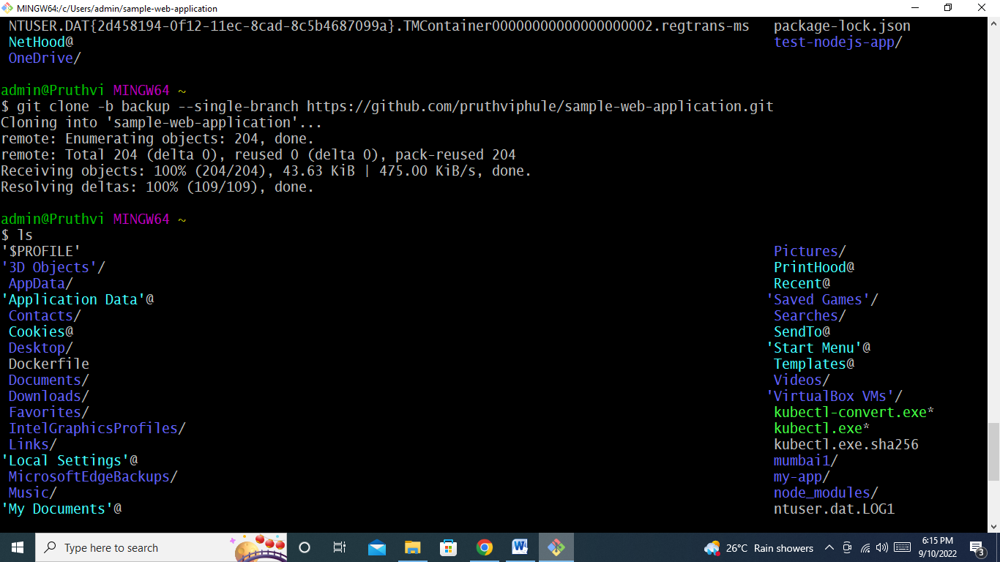 MINGW64:/c/Users/admin/sample-web-application
NTUSER.DAT{2d458194-0f12-11ec-8cad-8c5b4687099a}.TMContainer00000000000000000002.regtrans-ms package-lock.json
NetHood@ test-nodejs-app/
OneDrive/
admin@Pruthvi MINGW64 ~
$ git clone -b backup --single-branch https://github.com/pruthviphule/sample-web-application.git
Cloning into 'sample-web-application'...
remote: Enumerating objects: 204, done.
remote: Total 204 (delta 0), reused 0 (delta 0), pack-reused 204
Receiving objects: 100% (204/204), 43.63 KiB | 475.00 KiB/s, done.
Resolving deltas: 100% (109/109), done.
admin@Pruthvi MINGW64 ~
$ ls
'$PROFILE' Pictures/
'3D Objects'/ PrintHood@
AppData/ Recent@
'Application Data'@ 'Saved Games'/
Contacts/ Searches/
Cookies@ SendTo@
Desktop/ 'Start Menu'@
Dockerfile Templates@
Documents/ Videos/
Downloads/ 'VirtualBox VMs'/
Favorites/ kubectl-convert.exe*
IntelGraphicsProfiles/ kubectl.exe*
Links/ kubectl.exe.sha256
'Local Settings'@ mumbai1/
MicrosoftEdgeBackups/ my-app/
Music/ node_modules/
'My Documents'@ ntuser.dat.LOG1
Type here to search
26°C Rain showers
6:15 PM
9/10/2022
3